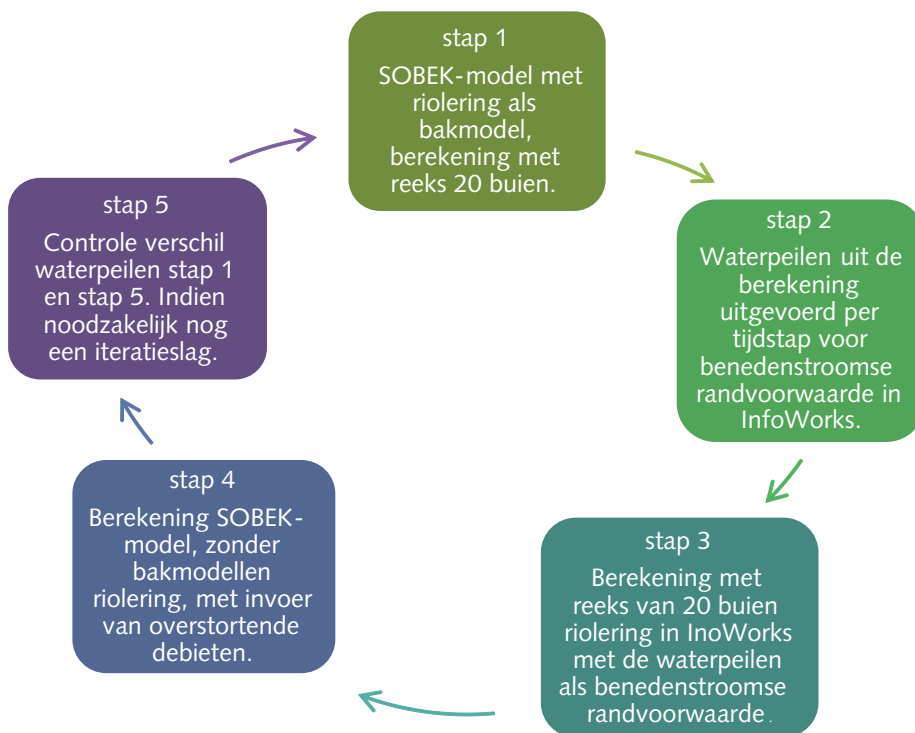 stap 1
SOBEK-model met
riolering als
bakmodel,
berekening met
reeks 20 buien.
stap 2
Waterpeilen uit de
berekening
uitgevoerd per
tijdstap voor
benedenstroomse
randvoorwaarde in
InfoWorks.
stap 3
Berekening met
reeks van 20 buien
riolering in InoWorks
met de waterpeilen
als benedenstroomse
randvoorwaarde.
stap 4
Berekening SOBEK-
model, zonder
bakmodellen
riolering, met invoer
van overstortende
debieten.
stap 5
Controle verschil
waterpeilen stap 1
en stap 5. Indien
noodzakelijk nog
een iteratieslag.